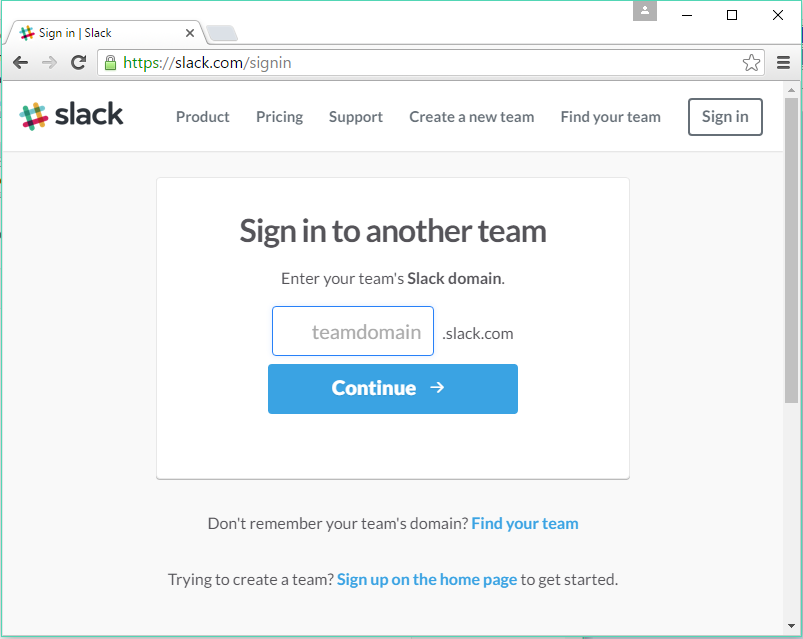 Sign in | Slack
https://slack.com/signin
slack Product Pricing Support Create a new team Find your team Sign in
Sign in to another team
Enter your team's Slack domain.
teamdomain .slack.com
Continue →
Don't remember your team's domain? Find your team
Trying to create a team? Sign up on the home page to get started.